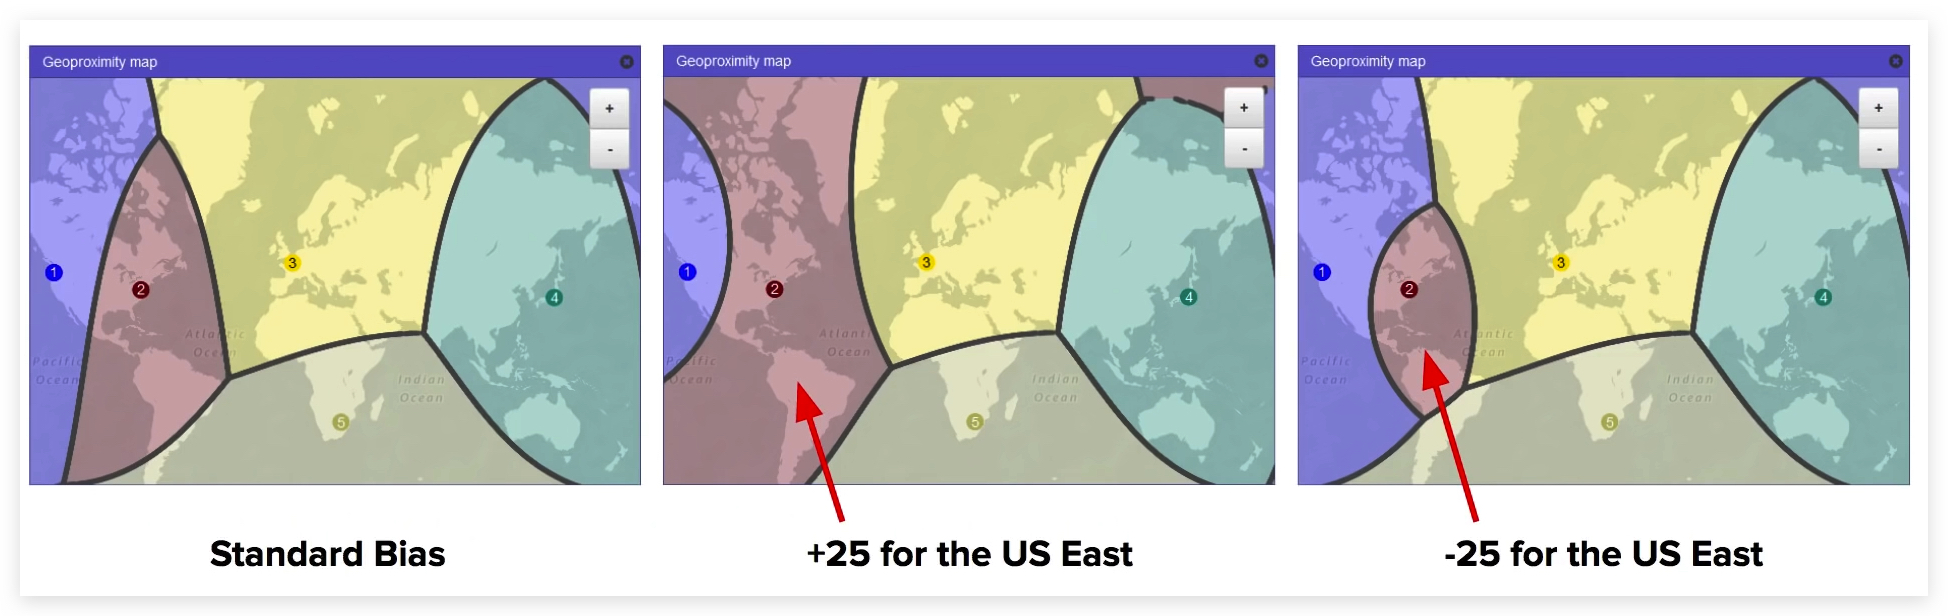 Geoproximity map
+
-
1
2
3
4
5
Atlantic
Ocean
Pacific
Ocean
Indian
Ocean
Standard Bias
Geoproximity map
+
-
1
2
3
4
5
Atlant
Ocean
Pacific
Ocean
Indian
Ocean
+25 for the US East
Geoproximity map
+
-
1
2
3
4
5
Atlantic
Ocean
Pacific
Ocean
Indian
Ocean
-25 for the US East